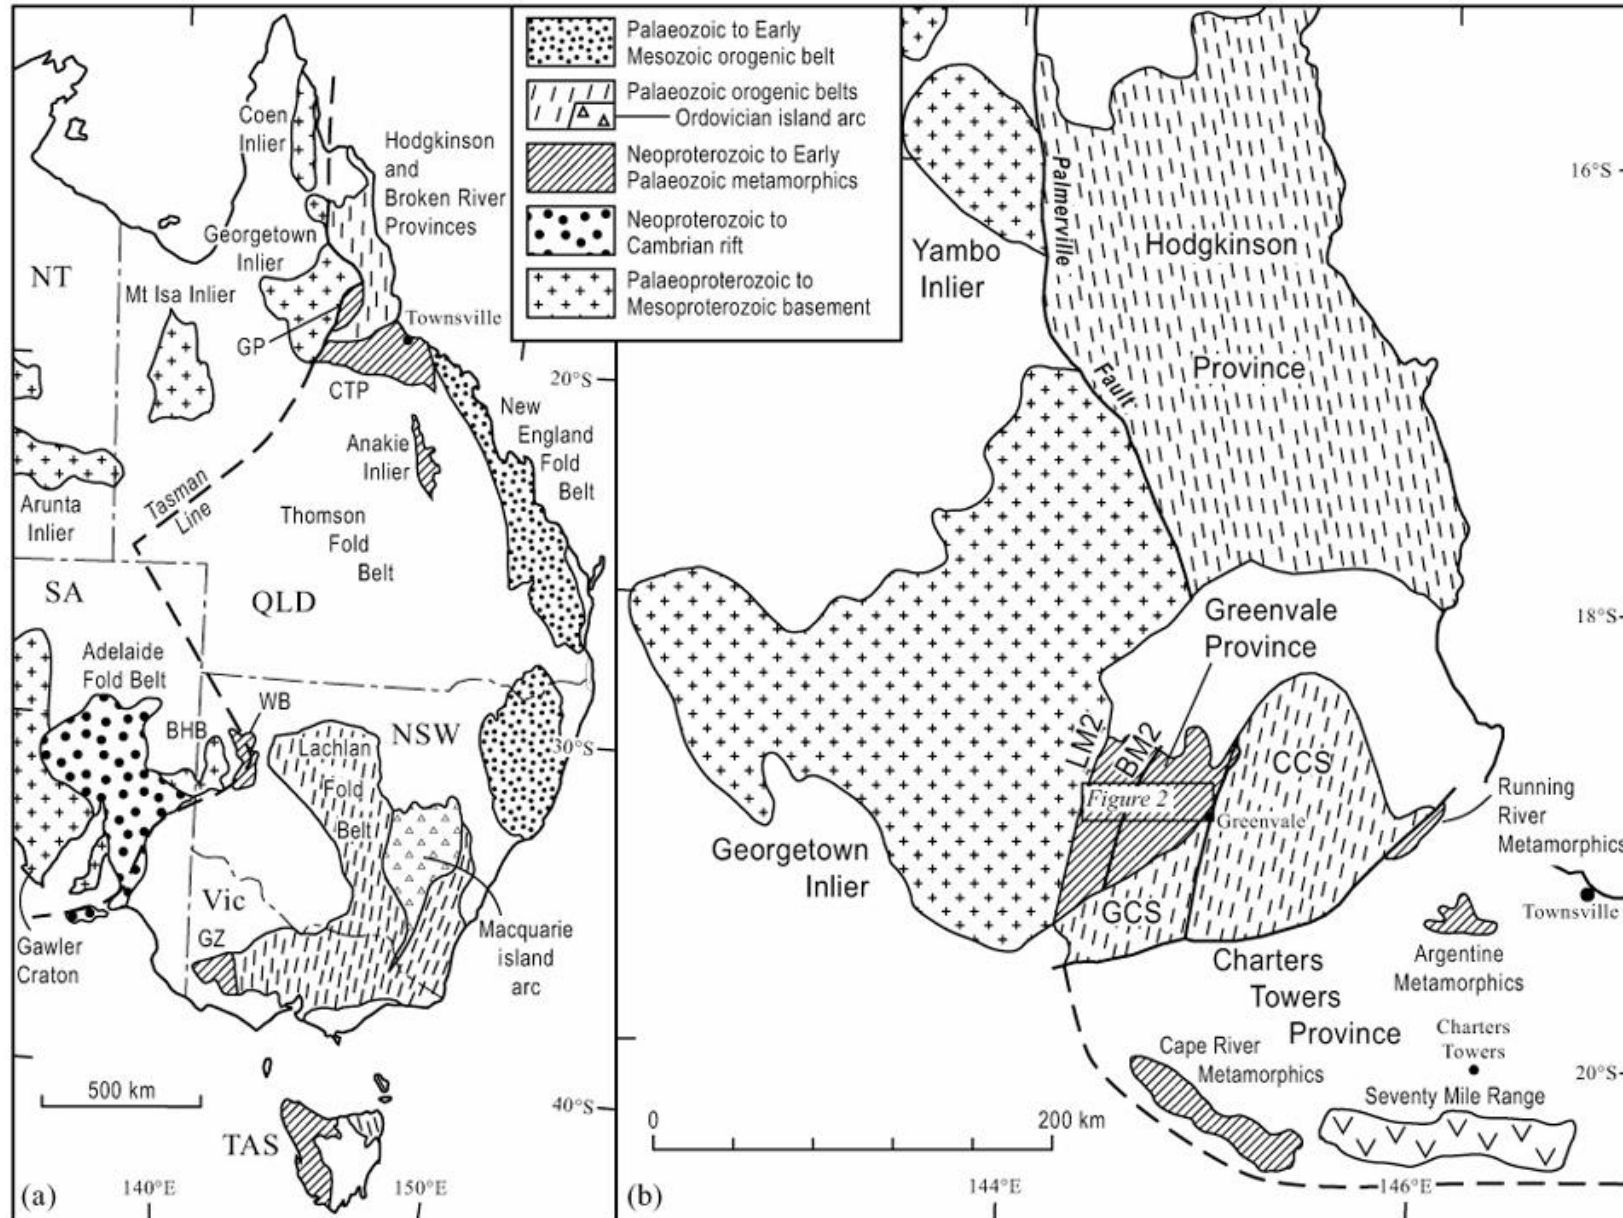 Palaeozoic to Early
Mesozoic orogenic belt
Palaeozoic orogenic belts
Ordovician island arc
Neoproterozoic to Early
Palaeozoic metamorphics
Neoproterozoic to
Cambrian rift
Palaeoproterozoic to
Mesoproterozoic basement
Coen
Inlier
Hodgkinson
and
Broken River
Provinces
Georgetown
Inlier
NT
Mt Isa Inlier
Townsville
GP
CTP
20°S
New
England
Fold
Belt
Anakie
Inlier
Tasman
Line
Arunta
Inlier
Thomson
Fold
Belt
SA
QLD
Adelaide
Fold Belt
WB
BHB
NSW
Lachlan
Fold
Belt
30°S
Vic
GZ
Macquarie
island
arc
Gawler
Craton
500 km
40°S
TAS
(a)
140°E
150°E
16°S
Palmerville
Fault
Yambo
Inlier
Hodgkinson
Province
18°S
Greenvale
Province
LM2
BM2
CCS
Figure 2
Greenvale
Running
River
Metamorphics
Georgetown
Inlier
GCS
Townsville
Argentine
Metamorphics
Charters
Towers
Province
Charters
Towers
Cape River
Metamorphics
20°S
Seventy Mile Range
0
200 km
(b)
144°E
146°E